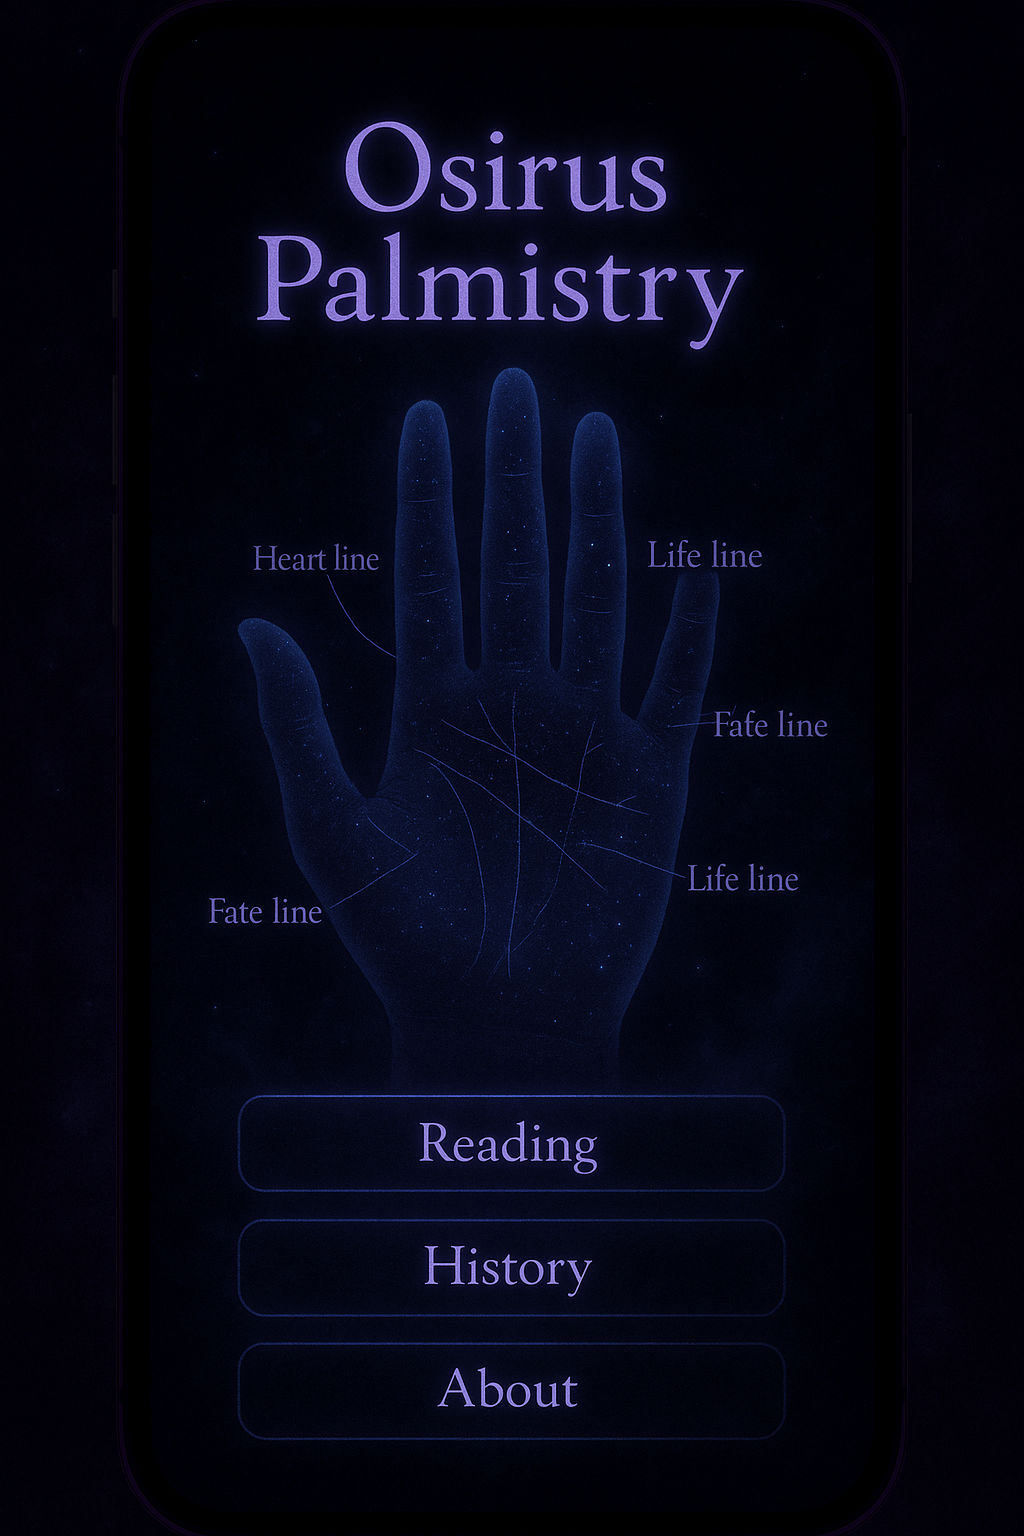 Osirus
Palmistry
Heart line
Life line
Fafe line
Life line
Fate line
Reading
History
About